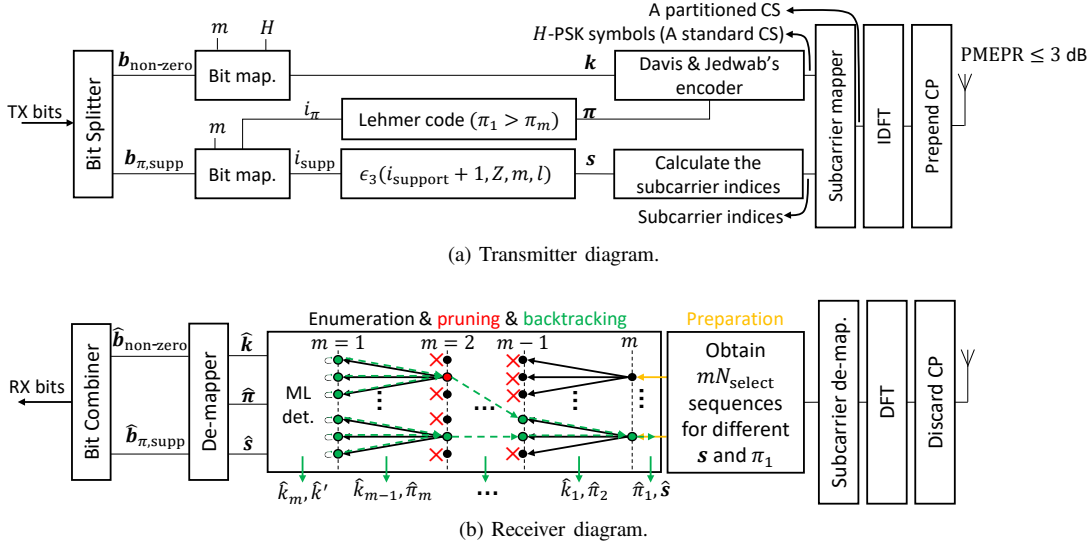 A partitioned CS
H-PSK symbols (A standard CS)
m
H
b_non-zero
Bit map.
k
Davis & Jedwab's
encoder
PMEPR ≤ 3 dB
TX bits
Bit Splitter
m
i_π
Lehmer code (π_1 > π_m)
π
b_π,supp
Bit map.
i_supp
ϵ_3(i_support + 1, Z, m, l)
s
Calculate the
subcarrier indices
Subcarrier indices
Subcarrier mapper
IDFT
Prepend CP
(a) Transmitter diagram.
Enumeration & pruning & backtracking
Preparation
RX bits
Bit Combiner
b̂_non-zero
b̂_π,supp
De-mapper
k̂
π̂
ŝ
m = 1
m = 2
m − 1
m
ML
det.
...
...
Obtain
mN_select
sequences
for different
s and π_1
Subcarrier de-map.
DFT
Discard CP
k̂_m, k̂′
k̂_m−1, π̂_m
...
k̂_1, π̂_2
π̂_1, ŝ
(b) Receiver diagram.